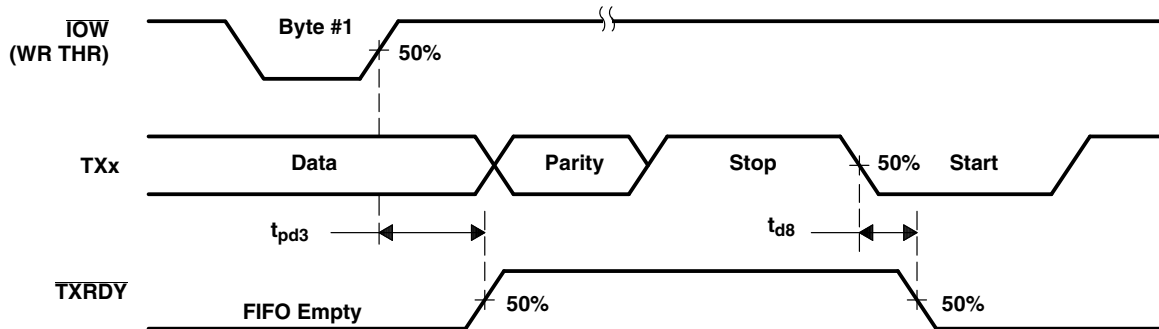 IOW
(WR THR)
Byte #1
50%
TXx
Data
Parity
Stop
50%
Start
tpd3
td8
TXRDY
FIFO Empty
50%
50%